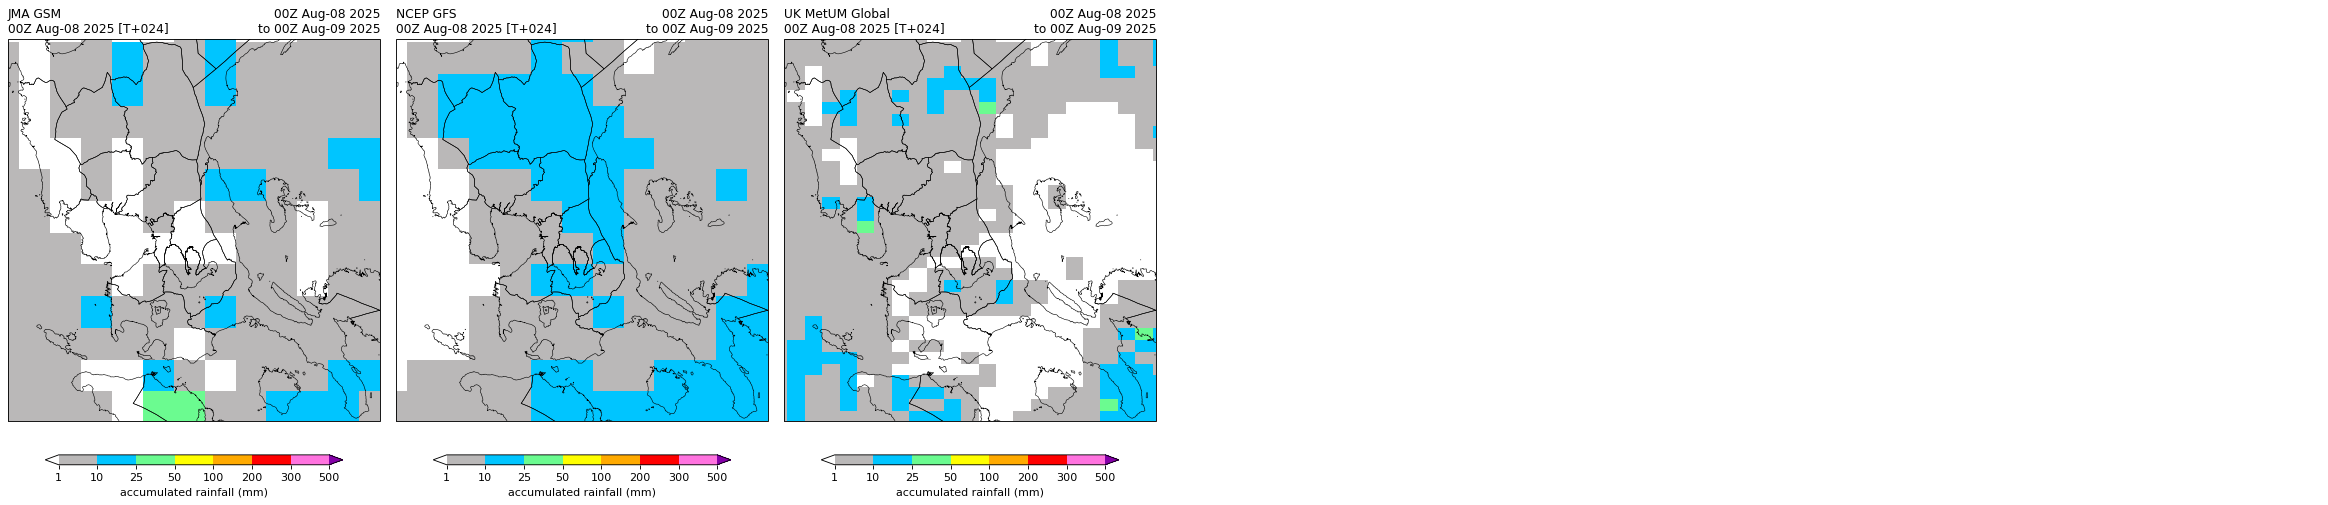 JMA GSM
00Z Aug-08 2025
00Z Aug-08 2025 [T+024]
to 00Z Aug-09 2025
NCEP GFS
00Z Aug-08 2025
00Z Aug-08 2025 [T+024]
to 00Z Aug-09 2025
UK MetUM Global
00Z Aug-08 2025
00Z Aug-08 2025 [T+024]
to 00Z Aug-09 2025
1 10 25 50 100 200 300 500
accumulated rainfall (mm)
1 10 25 50 100 200 300 500
accumulated rainfall (mm)
1 10 25 50 100 200 300 500
accumulated rainfall (mm)